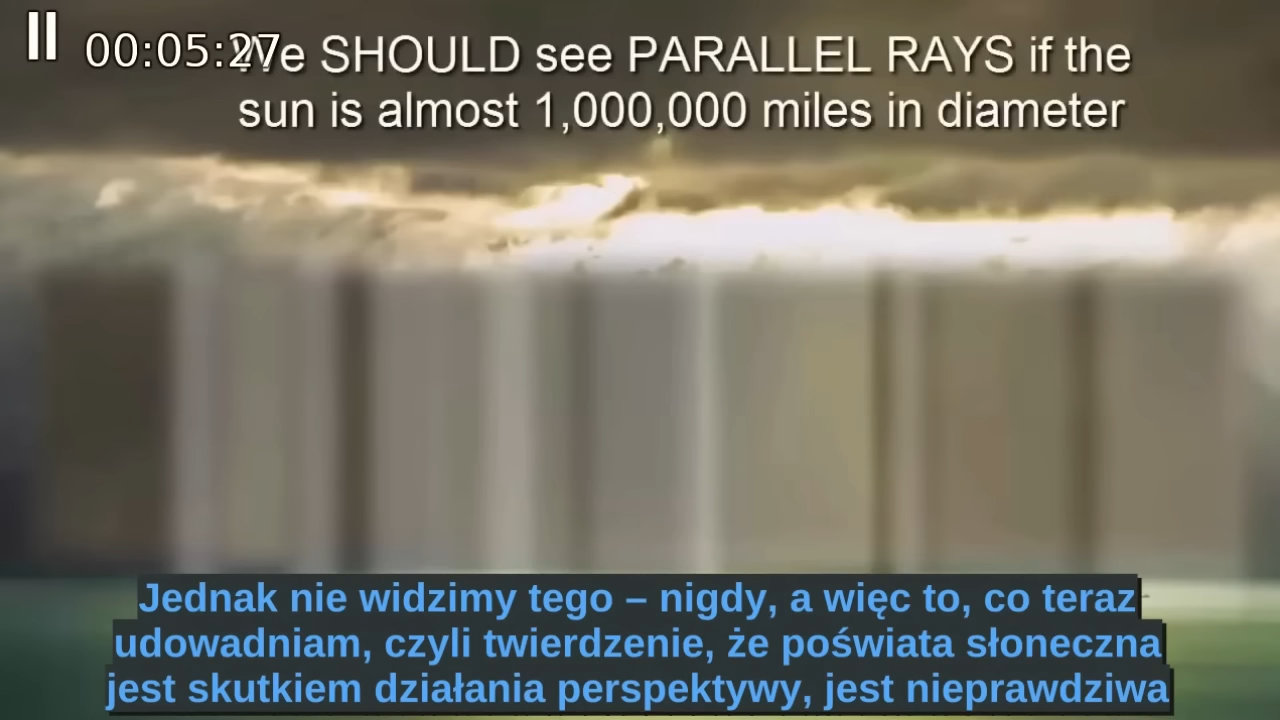 00:05:27
We SHOULD see PARALLEL RAYS if the
sun is almost 1,000,000 miles in diameter
Jednak nie widzimy tego – nigdy, a więc to, co teraz
udowadniam, czyli twierdzenie, że poświata słoneczna
jest skutkiem działania perspektywy, jest nieprawdziwa